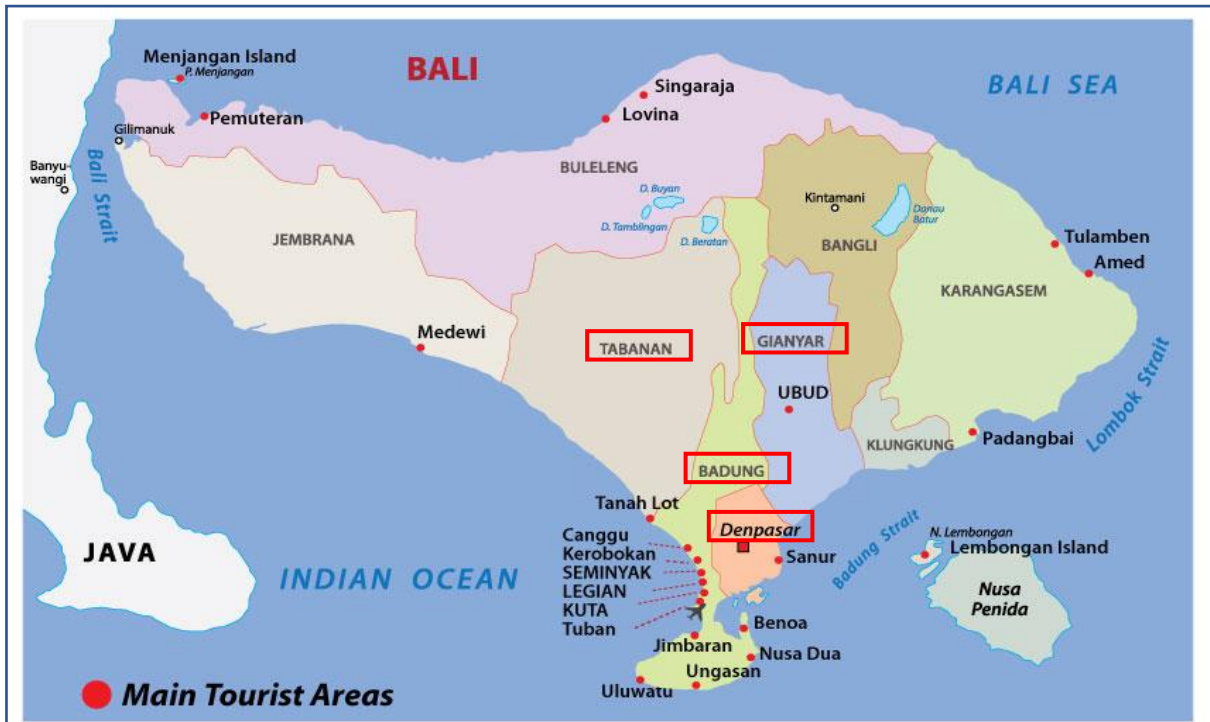 BALI
BALI SEA
Menjangan Island
P. Menjangan
Pemuteran
Gilimanuk
Banyu-
wangi
Bali Strait
Singaraja
Lovina
BULELENG
D. Buyan
D. Tamblingan
D. Beratan
Kintamani
Danau
Batur
BANGLI
JEMBRANA
Tulamben
Amed
KARANGASEM
Medewi
TABANAN
GIANYAR
UBUD
Lombok Strait
KLUNGKUNG
Padangbai
BADUNG
Tanah Lot
Denpasar
Canggu
Kerobokan
SEMINYAK
LEGIAN
KUTA
Tuban
Sanur
Badung Strait
N. Lembongan
Lembongan Island
Nusa
Penida
JAVA
INDIAN OCEAN
Benoa
Jimbaran
Nusa Dua
Ungasan
Uluwatu
Main Tourist Areas